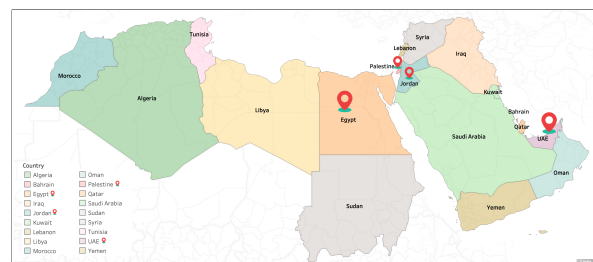 Tunisia
Syria
Lebanon
Iraq
Palestine
Morocco
Jordan
Kuwait
Algeria
Libya
Egypt
Bahrain
Qatar
Saudi Arabia
UAE
Oman
Sudan
Yemen
Country
Algeria
Bahrain
Egypt
Iraq
Jordan
Kuwait
Lebanon
Libya
Morocco
Oman
Palestine
Qatar
Saudi Arabia
Sudan
Syria
Tunisia
UAE
Yemen